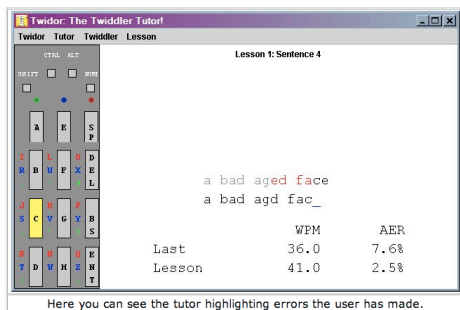 Twidor: The Twiddler Tutor!
Twidor Tutor Twiddler Lesson
CTRL ALT
SHIFT NUM
A E SP
I R B L U F O X DEL
J S C M V G P Y BS
K T D N W H Q Z ENT
Lesson 1: Sentence 4
a bad aged face
a bad agd fac_
WPM AER
Last 36.0 7.6%
Lesson 41.0 2.5%
Here you can see the tutor highlighting errors the user has made.